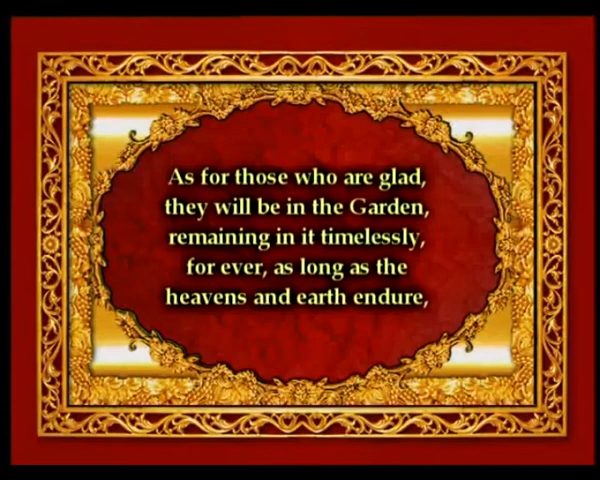 As for those who are glad,
they will be in the Garden,
remaining in it timelessly,
for ever, as long as the
heavens and earth endure,